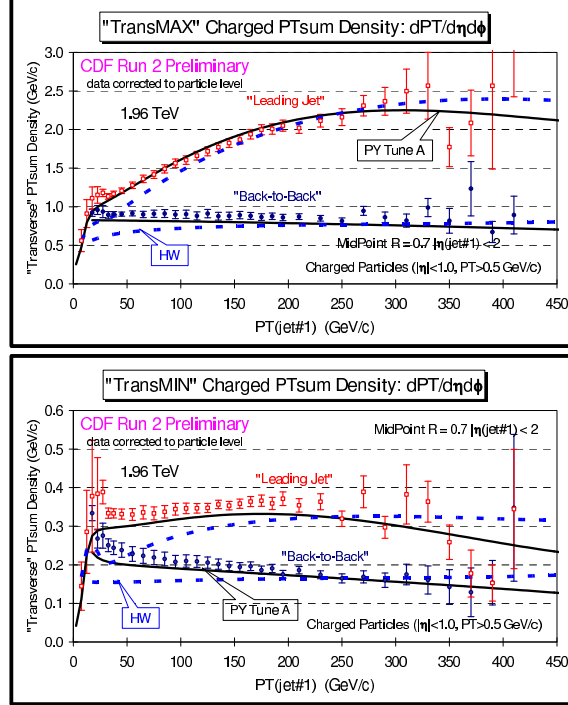 "TransMAX" Charged PTsum Density: dPT/dηdϕ
3.0
2.5
2.0
1.5
1.0
0.5
0.0
"Transverse" PTsum Density (GeV/c)
CDF Run 2 Preliminary
data corrected to particle level
1.96 TeV
"Leading Jet"
PY Tune A
"Back-to-Back"
HW
MidPoint R = 0.7 |η(jet#1)|<2
Charged Particles (|η|<1.0, PT>0.5 GeV/c)
0 50 100 150 200 250 300 350 400 450
PT(jet#1) (GeV/c)
"TransMIN" Charged PTsum Density: dPT/dηdϕ
0.6
0.5
0.4
0.3
0.2
0.1
0.0
"Transverse" PTsum Density (GeV/c)
CDF Run 2 Preliminary
data corrected to particle level
MidPoint R = 0.7 |η(jet#1)|<2
1.96 TeV
"Leading Jet"
"Back-to-Back"
HW
PY Tune A
Charged Particles (|η|<1.0, PT>0.5 GeV/c)
0 50 100 150 200 250 300 350 400 450
PT(jet#1) (GeV/c)